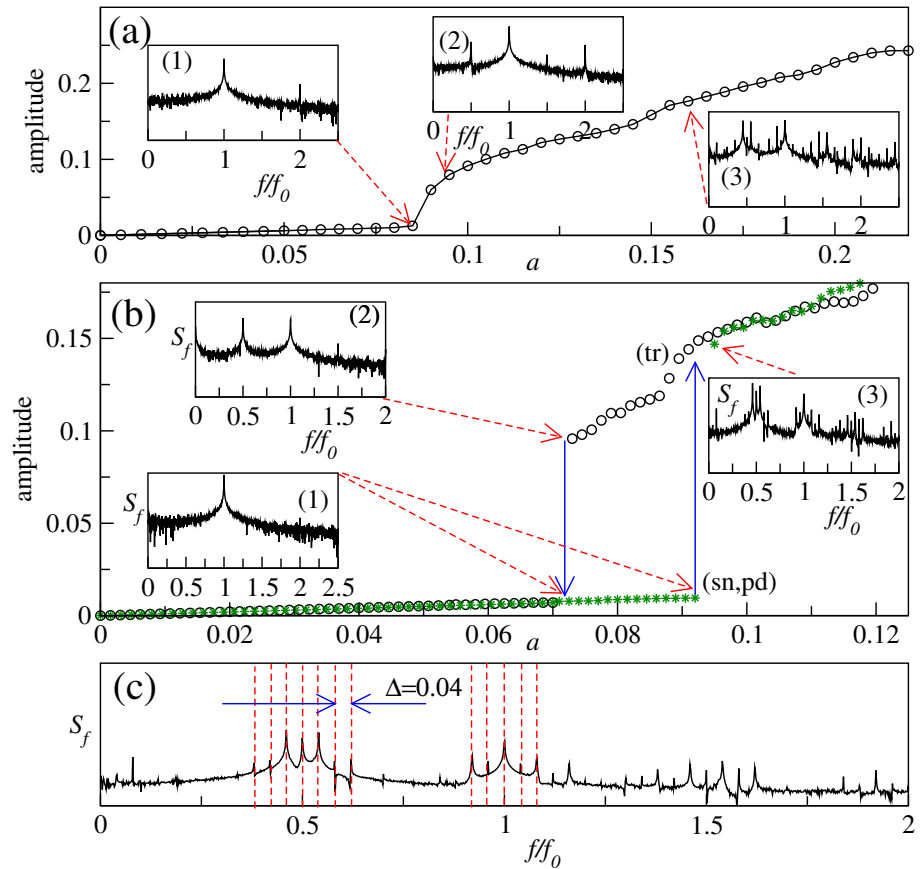 (a)
amplitude
0.2
0.1
0
(1)
0 1 2
f/f0
(2)
0 1 2
f/f0
(3)
0 1 2
0 0.05 0.1 0.15 0.2
a
(b)
amplitude
0.15
0.1
0.05
0
Sf
(2)
0 0.5 1 1.5 2
f/f0
Sf
(1)
0 0.5 1 1.5 2 2.5
(tr)
Sf
(3)
0 0.5 1 1.5 2
f/f0
(sn,pd)
0 0.02 0.04 0.06 0.08 0.1 0.12
a
(c)
Δ=0.04
Sf
0 0.5 1 1.5 2
f/f0